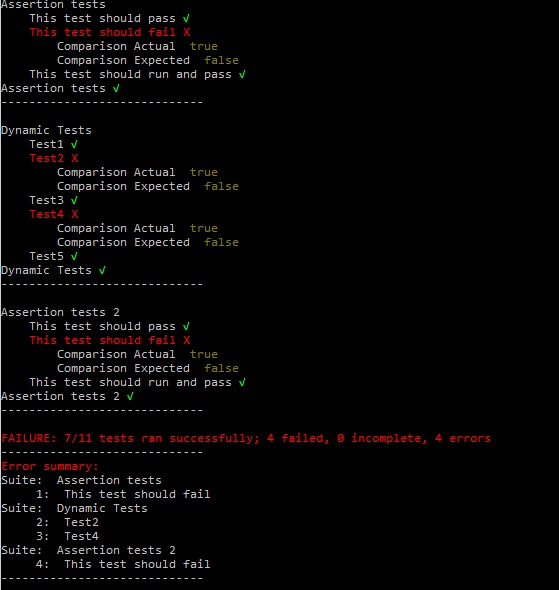 Assertion tests
This test should pass √
This test should fail X
Comparison Actual true
Comparison Expected false
This test should run and pass √
Assertion tests √
-----------------------------
Dynamic Tests
Test1 √
Test2 X
Comparison Actual true
Comparison Expected false
Test3 √
Test4 X
Comparison Actual true
Comparison Expected false
Test5 √
Dynamic Tests √
-----------------------------
Assertion tests 2
This test should pass √
This test should fail X
Comparison Actual true
Comparison Expected false
This test should run and pass √
Assertion tests 2 √
-----------------------------
FAILURE: 7/11 tests ran successfully; 4 failed, 0 incomplete, 4 errors
-----------------------------
Error summary:
Suite: Assertion tests
1: This test should fail
Suite: Dynamic Tests
2: Test2
3: Test4
Suite: Assertion tests 2
4: This test should fail
-----------------------------